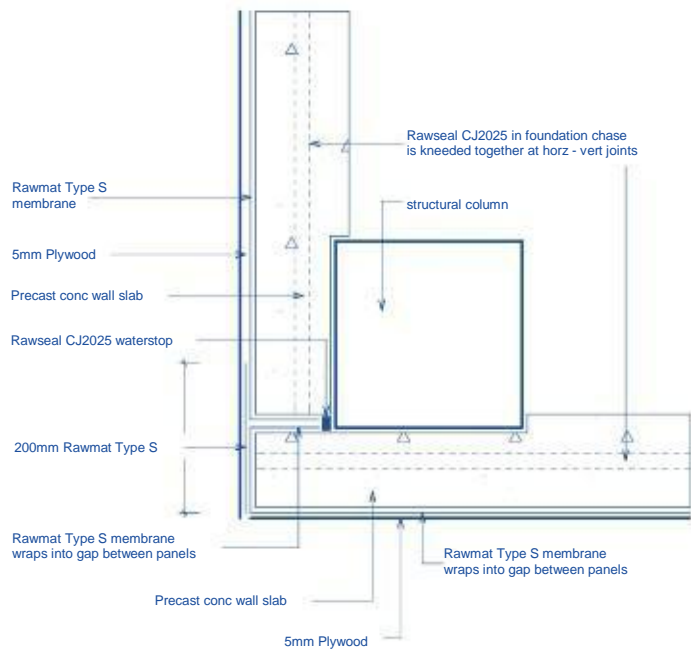 Rawseal CJ2025 in foundation chase
is kneeded together at horz - vert joints
Rawmat Type S
membrane
structural column
5mm Plywood
Precast conc wall slab
Rawseal CJ2025 waterstop
200mm Rawmat Type S
Rawmat Type S membrane
wraps into gap between panels
Rawmat Type S membrane
wraps into gap between panels
Precast conc wall slab
5mm Plywood